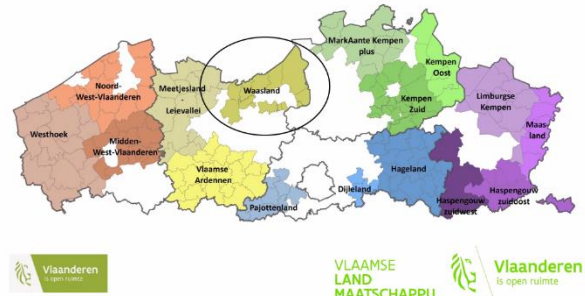 MarkAante Kempen
plus
Kempen
Oost
Noord-
West-Vlaanderen
Meetjesland
-
Leievallei
Waasland
Kempen
Zuid
Limburgse
Kempen
Maas
land
Westhoek
Midden-
West-Vlaanderen
Vlaamse
Ardennen
Pajottenland
Dijleland
Hageland
Haspengouw
zuidwest
Haspengouw
zuidoost
Vlaanderen
is open ruimte
VLAAMSE
LAND
MAATSCHAPPIJ
Vlaanderen
is open ruimte